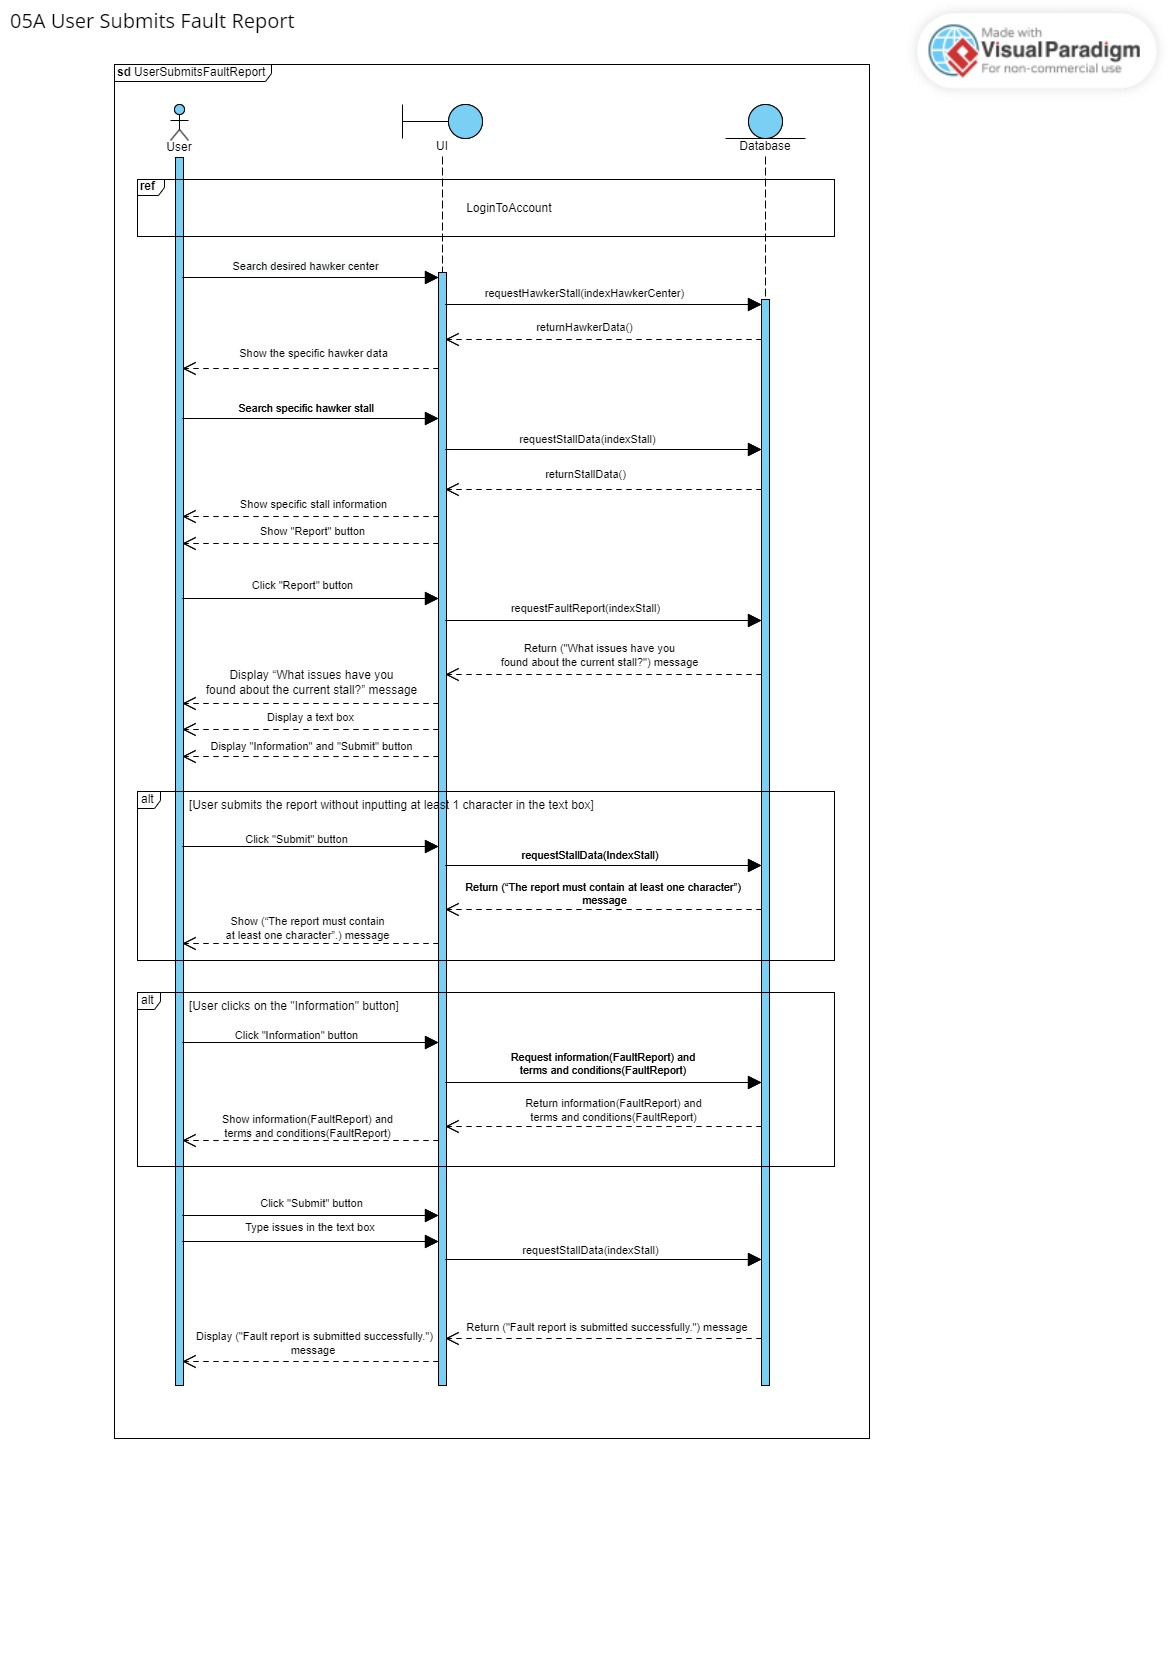 05A User Submits Fault Report
Made with
Visual Paradigm
For non-commercial use
sd UserSubmitsFaultReport
User
UI
Database
ref
LoginToAccount
Search desired hawker center
requestHawkerStall(indexHawkerCenter)
returnHawkerData()
Show the specific hawker data
Search specific hawker stall
requestStallData(indexStall)
returnStallData()
Show specific stall information
Show "Report" button
Click "Report" button
requestFaultReport(indexStall)
Return ("What issues have you
found about the current stall?") message
Display “What issues have you
found about the current stall?” message
Display a text box
Display "Information" and "Submit" button
alt
[User submits the report without inputting at least 1 character in the text box]
Click "Submit" button
requestStallData(IndexStall)
Return (“The report must contain at least one character”)
message
Show (“The report must contain
at least one character”.) message
alt
[User clicks on the "Information" button]
Click "Information" button
Request information(FaultReport) and
terms and conditions(FaultReport)
Return information(FaultReport) and
terms and conditions(FaultReport)
Show information(FaultReport) and
terms and conditions(FaultReport)
Click "Submit" button
Type issues in the text box
requestStallData(indexStall)
Return ("Fault report is submitted successfully.") message
Display ("Fault report is submitted successfully.")
message